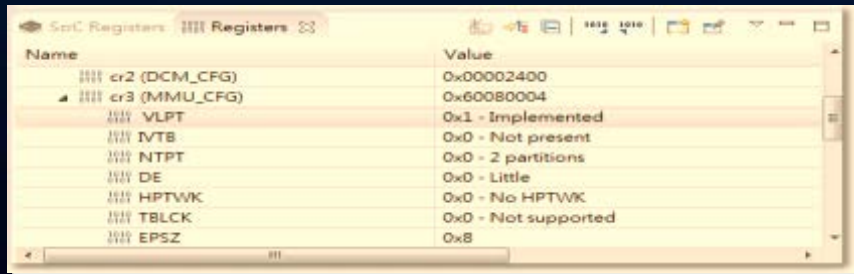 SoC Registers Registers
Name Value
cr2 (DCM_CFG) 0x00002400
cr3 (MMU_CFG) 0x60080004
VLPT 0x1 - Implemented
IVTB 0x0 - Not present
NTPT 0x0 - 2 partitions
DE 0x0 - Little
HPTWK 0x0 - No HPTWK
TBLCK 0x0 - Not supported
EPSZ 0x8